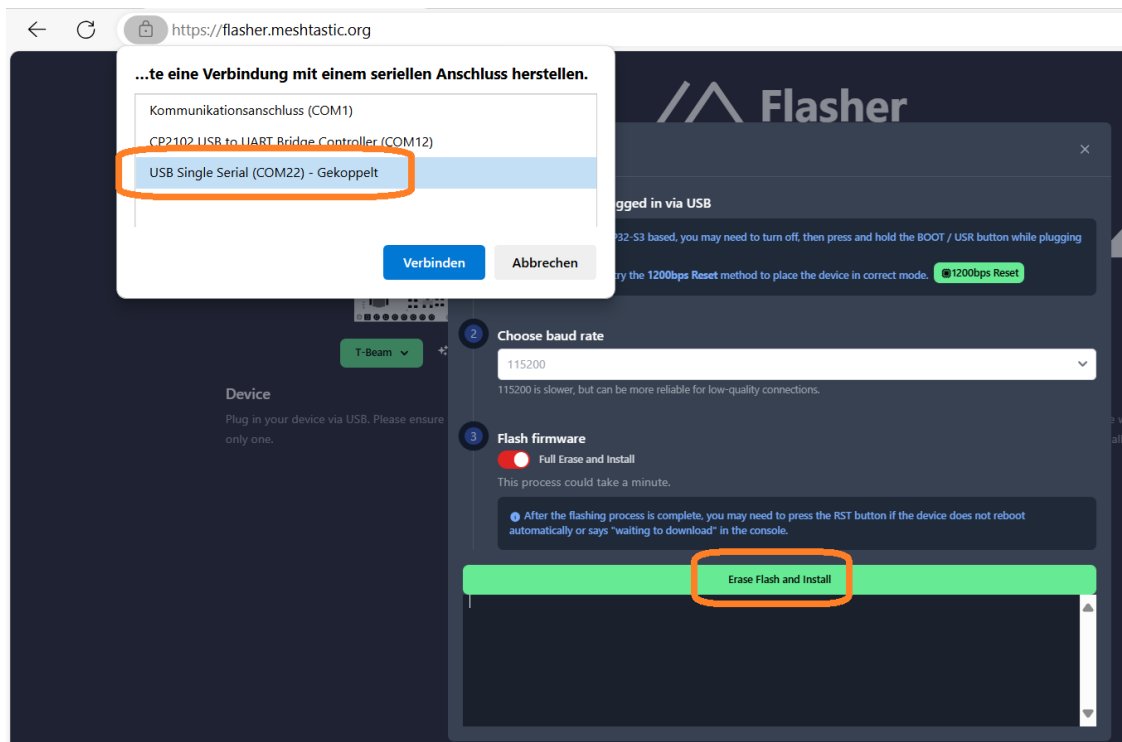 https://flasher.meshtastic.org
...te eine Verbindung mit einem seriellen Anschluss herstellen.
Kommunikationsanschluss (COM1)
CP2102 USB to UART Bridge Controller (COM12)
USB Single Serial (COM22) - Gekoppelt
Verbinden
Abbrechen
Flasher
gged in via USB
P32-S3 based, you may need to turn off, then press and hold the BOOT / USR button while plugging
try the 1200bps Reset method to place the device in correct mode.
1200bps Reset
T-Beam
Device
Plug in your device via USB. Please ensure
only one.
2
Choose baud rate
115200
115200 is slower, but can be more reliable for low-quality connections.
3
Flash firmware
Full Erase and Install
This process could take a minute.
After the flashing process is complete, you may need to press the RST button if the device does not reboot
automatically or says "waiting to download" in the console.
Erase Flash and Install